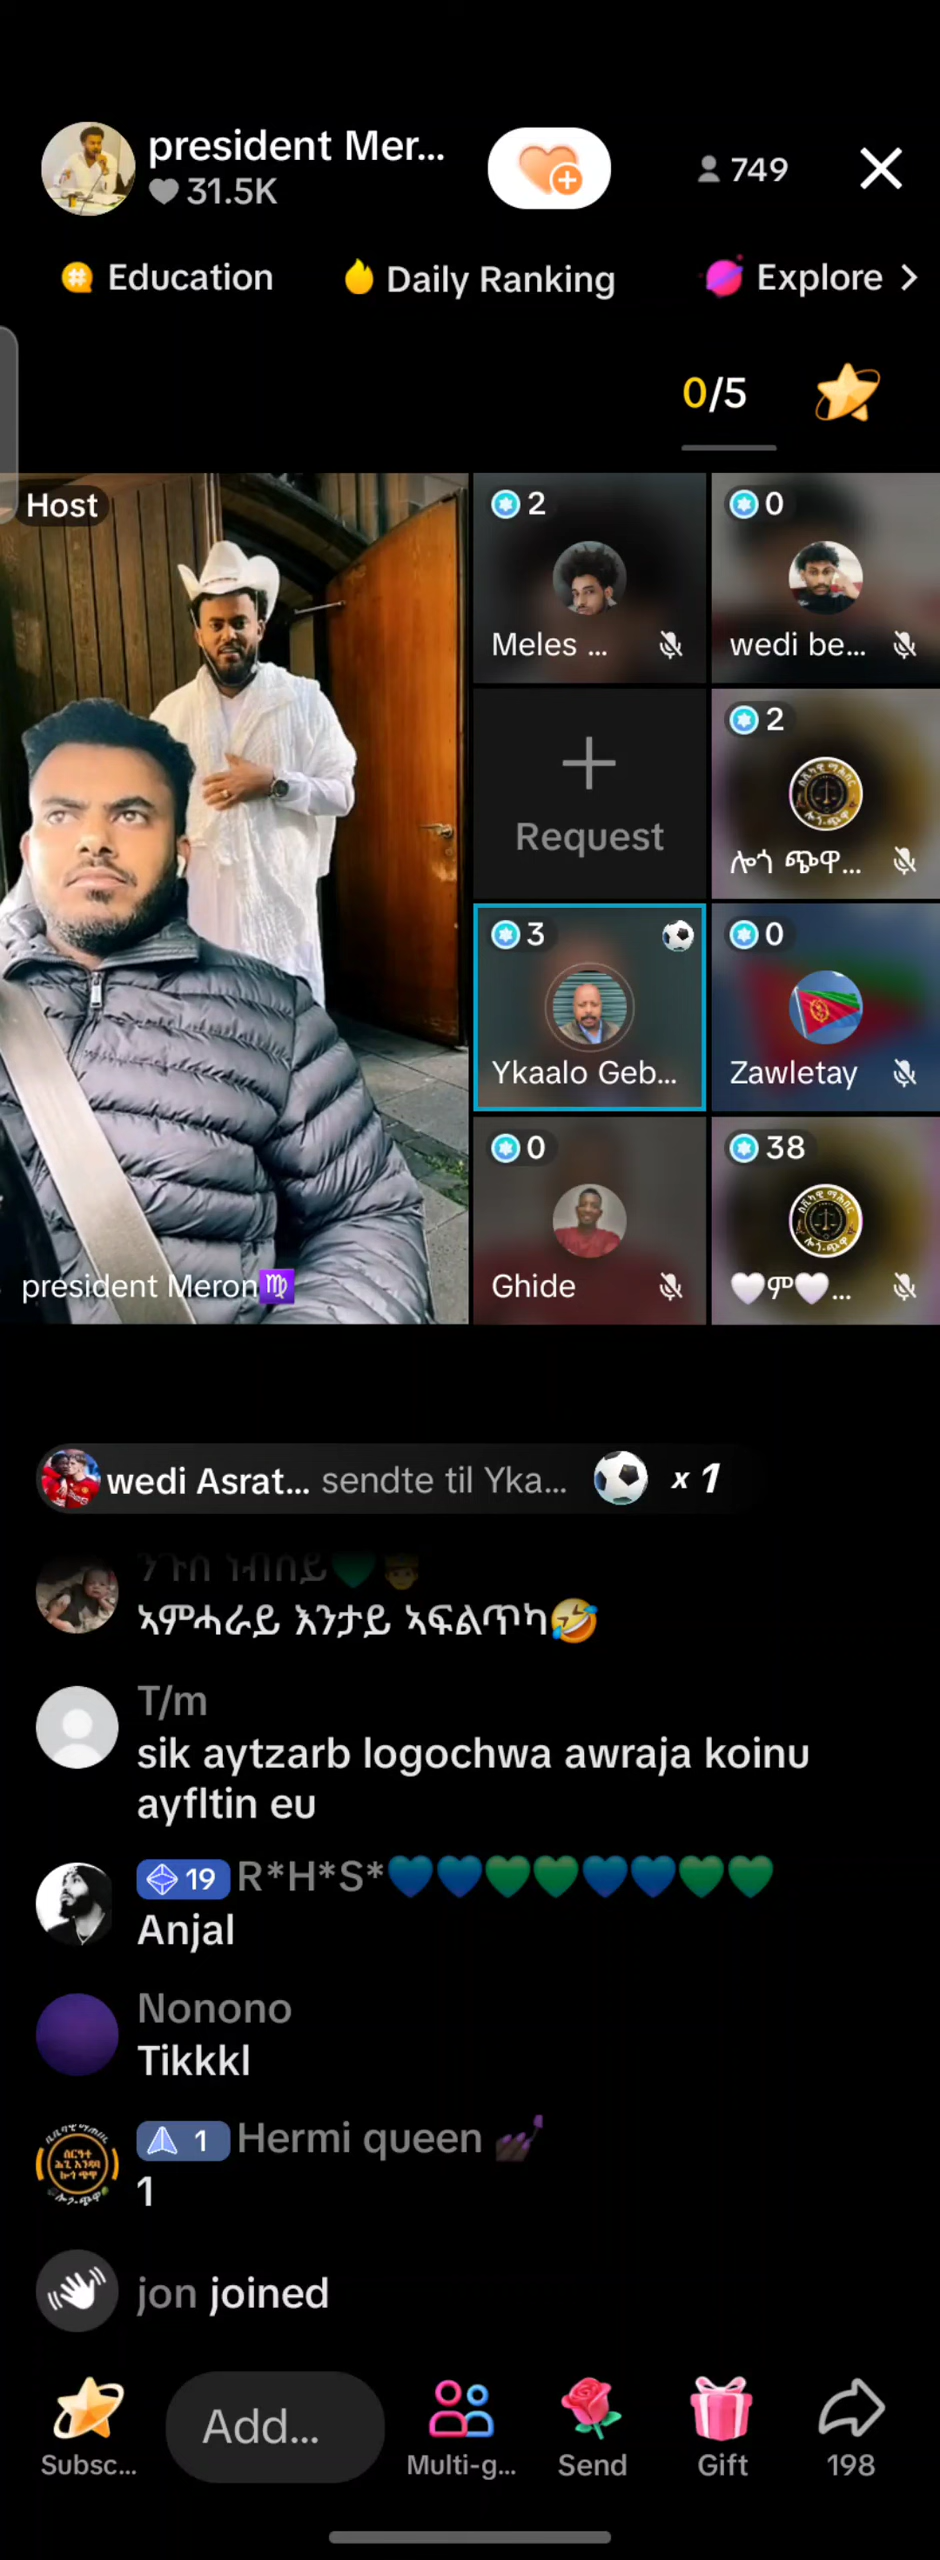 president Mer...
31.5K
749
Education
Daily Ranking
Explore
0/5
Host
president Meron
2
Meles ...
0
wedi be...
Request
2
ሎጎ ጭዋ...
3
Ykaalo Geb...
0
Zawletay
0
Ghide
38
🤍ም🤍...
wedi Asrat... sendte til Yka... x 1
ንጉስ ነብሰይ💚
ኣምሓራይ እንታይ ኣፍልጥካ🤣
T/m
sik aytzarb logochwa awraja koinu
ayfltin eu
19 R*H*S*💙💙💚💚💙💙💚💚
Anjal
Nonono
Tikkkl
1 Hermi queen 💅
1
jon joined
Subsc...
Add...
Multi-g...
Send
Gift
198